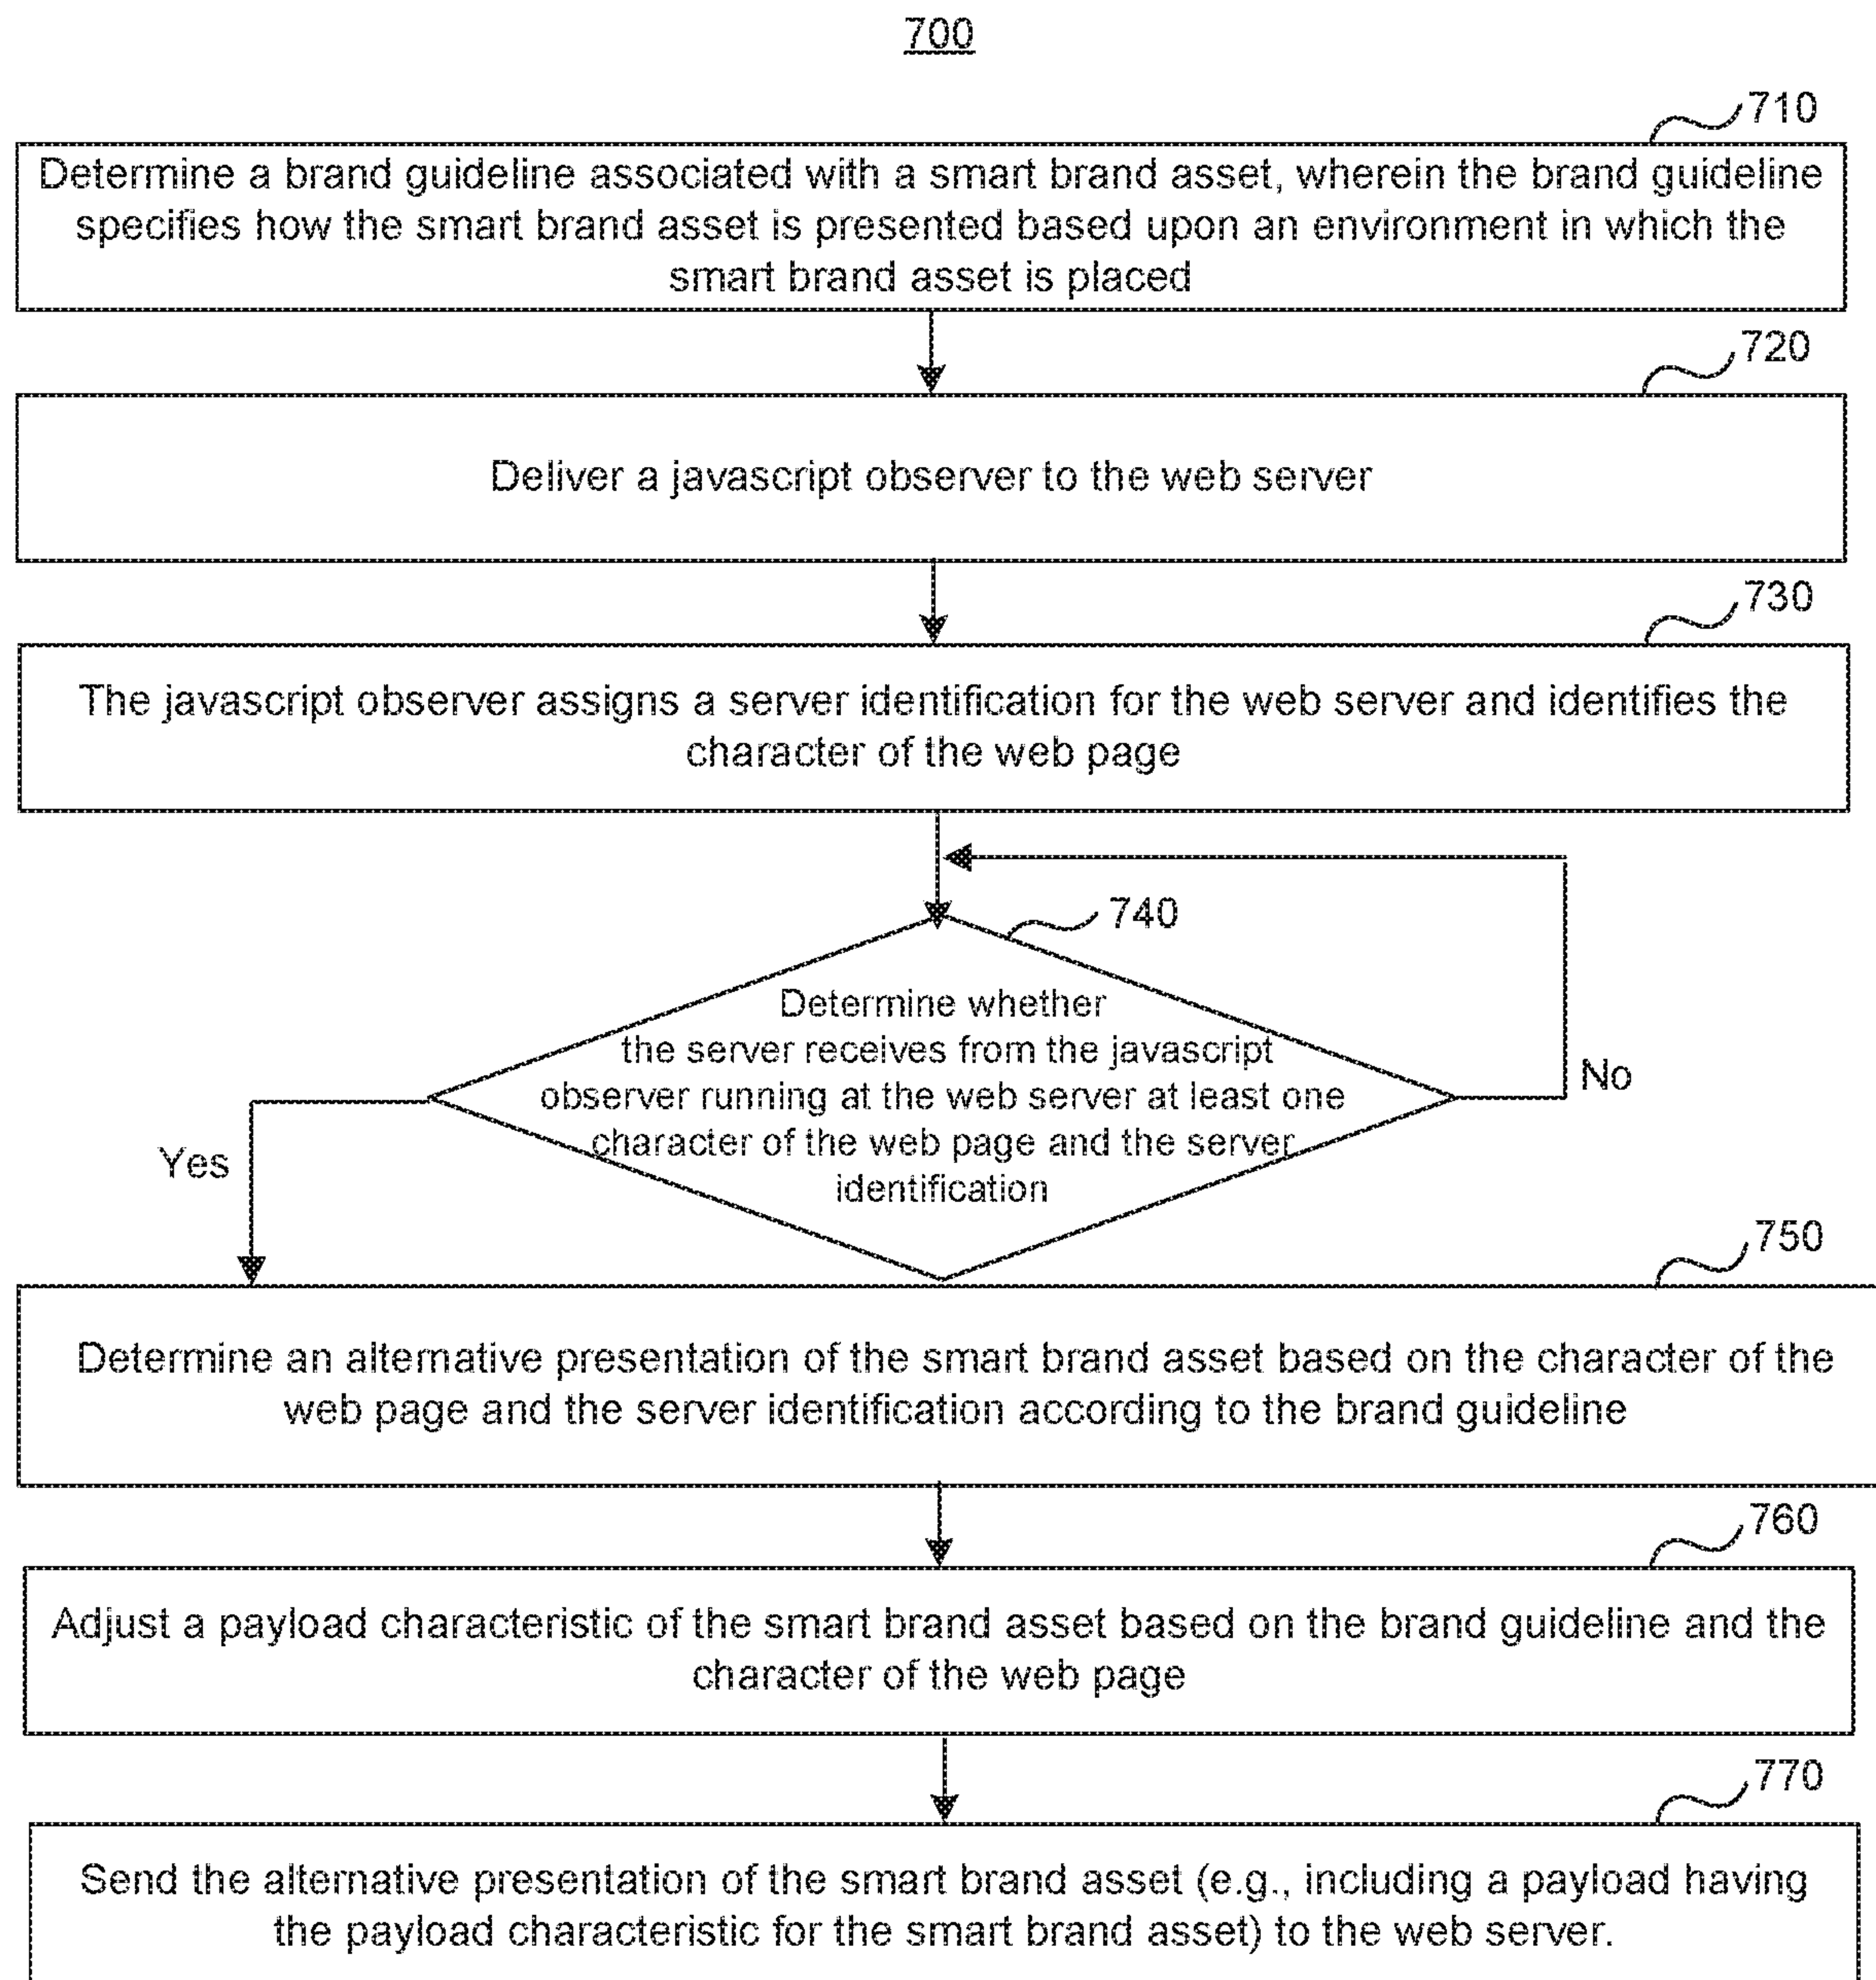 700
710
Determine a brand guideline associated with a smart brand asset, wherein the brand guideline
specifies how the smart brand asset is presented based upon an environment in which the
smart brand asset is placed
720
Deliver a javascript observer to the web server
730
The javascript observer assigns a server identification for the web server and identifies the
character of the web page
740
Determine whether
the server receives from the javascript
observer running at the web server at least one
character of the web page and the server
identification
No
Yes
750
Determine an alternative presentation of the smart brand asset based on the character of the
web page and the server identification according to the brand guideline
760
Adjust a payload characteristic of the smart brand asset based on the brand guideline and the
character of the web page
770
Send the alternative presentation of the smart brand asset (e.g., including a payload having
the payload characteristic for the smart brand asset) to the web server.